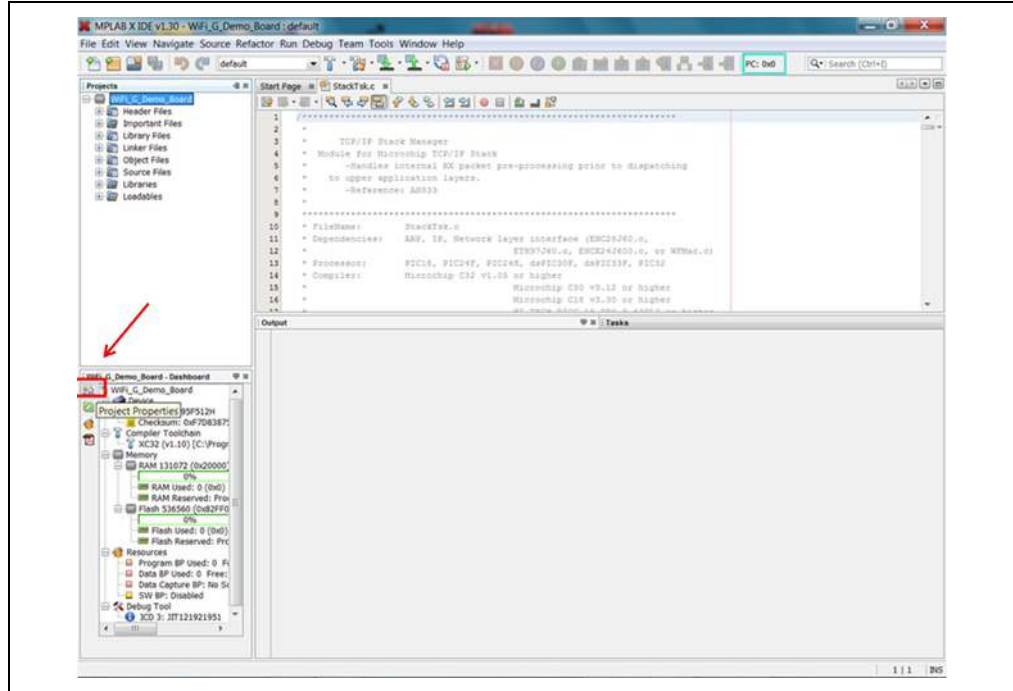 MPLAB X IDE v1.30 - WiFi_G_Demo_Board : default
File Edit View Navigate Source Refactor Run Debug Team Tools Window Help
default
PC: 0x0
Search (Ctrl+I)
Projects
Start Page
StackTsk.c
WiFi_G_Demo_Board
Header Files
Important Files
Library Files
Linker Files
Object Files
Source Files
Libraries
Loadables
1 /************************************************************************
2 *
3 * TCP/IP Stack Manager
4 * Module for Microchip TCP/IP Stack
5 * -Handles internal RX packet pre-processing prior to dispatching
6 * to upper application layers.
7 * -Reference: AN833
8 *
9 ************************************************************************
10 * FileName: StackTsk.c
11 * Dependencies: ARP, IP, Network layer interface (ENC28J60.c,
12 * ETH97J60.c, ENCX24J600.c, or WFMac.c)
13 * Processor: PIC18, PIC24F, PIC24H, dsPIC30F, dsPIC33F, PIC32
14 * Compiler: Microchip C32 v1.05 or higher
15 * Microchip C30 v3.12 or higher
16 * Microchip C18 v3.30 or higher
17
Output
Tasks
WiFi_G_Demo_Board - Dashboard
WiFi_G_Demo_Board
Device
Project Properties
95F512H
Checksum: 0xF7D8387
Compiler Toolchain
XC32 (v1.10) [C:\Progr
Memory
RAM 131072 (0x20000)
0%
RAM Used: 0 (0x0)
RAM Reserved: Pro
Flash 536560 (0x82FF0
0%
Flash Used: 0 (0x0)
Flash Reserved: Prc
Resources
Program BP Used: 0 Fr
Data BP Used: 0 Free:
Data Capture BP: No S
SW BP: Disabled
Debug Tool
ICD 3: JIT121921951
1 | 1 INS